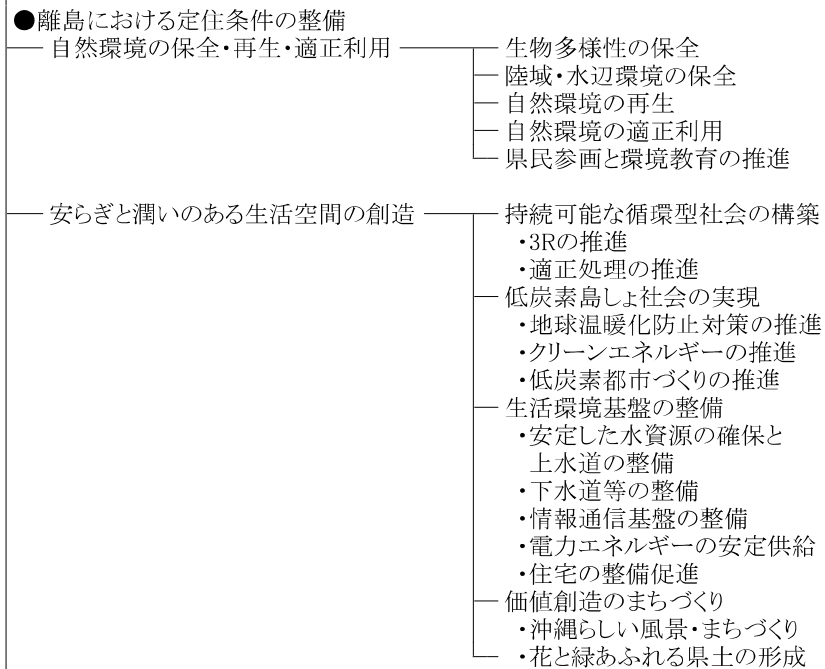 ●離島における定住条件の整備
自然環境の保全・再生・適正利用
生物多様性の保全
陸域・水辺環境の保全
自然環境の再生
自然環境の適正利用
県民参画と環境教育の推進
安らぎと潤いのある生活空間の創造
持続可能な循環型社会の構築
・3Rの推進
・適正処理の推進
低炭素島しょ社会の実現
・地球温暖化防止対策の推進
・クリーンエネルギーの推進
・低炭素都市づくりの推進
生活環境基盤の整備
・安定した水資源の確保と
上水道の整備
・下水道等の整備
・情報通信基盤の整備
・電力エネルギーの安定供給
・住宅の整備促進
価値創造のまちづくり
・沖縄らしい風景・まちづくり
・花と緑あふれる県土の形成